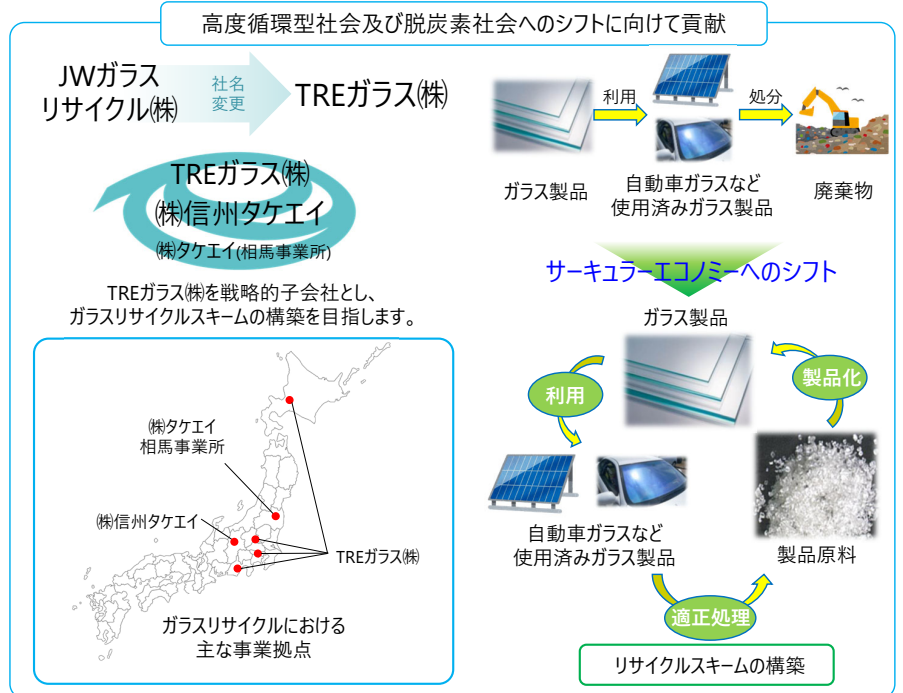 高度循環型社会及び脱炭素社会へのシフトに向けて貢献
JWガラス
リサイクル㈱
社名
変更
TREガラス㈱
TREガラス㈱
㈱信州タケエイ
㈱タケエイ(相馬事業所)
TREガラス㈱を戦略的子会社とし、
ガラスリサイクルスキームの構築を目指します。
㈱タケエイ
相馬事業所
㈱信州タケエイ
TREガラス㈱
ガラスリサイクルにおける
主な事業拠点
利用
処分
ガラス製品
自動車ガラスなど
使用済みガラス製品
廃棄物
サーキュラーエコノミーへのシフト
ガラス製品
利用
製品化
自動車ガラスなど
使用済みガラス製品
製品原料
適正処理
リサイクルスキームの構築